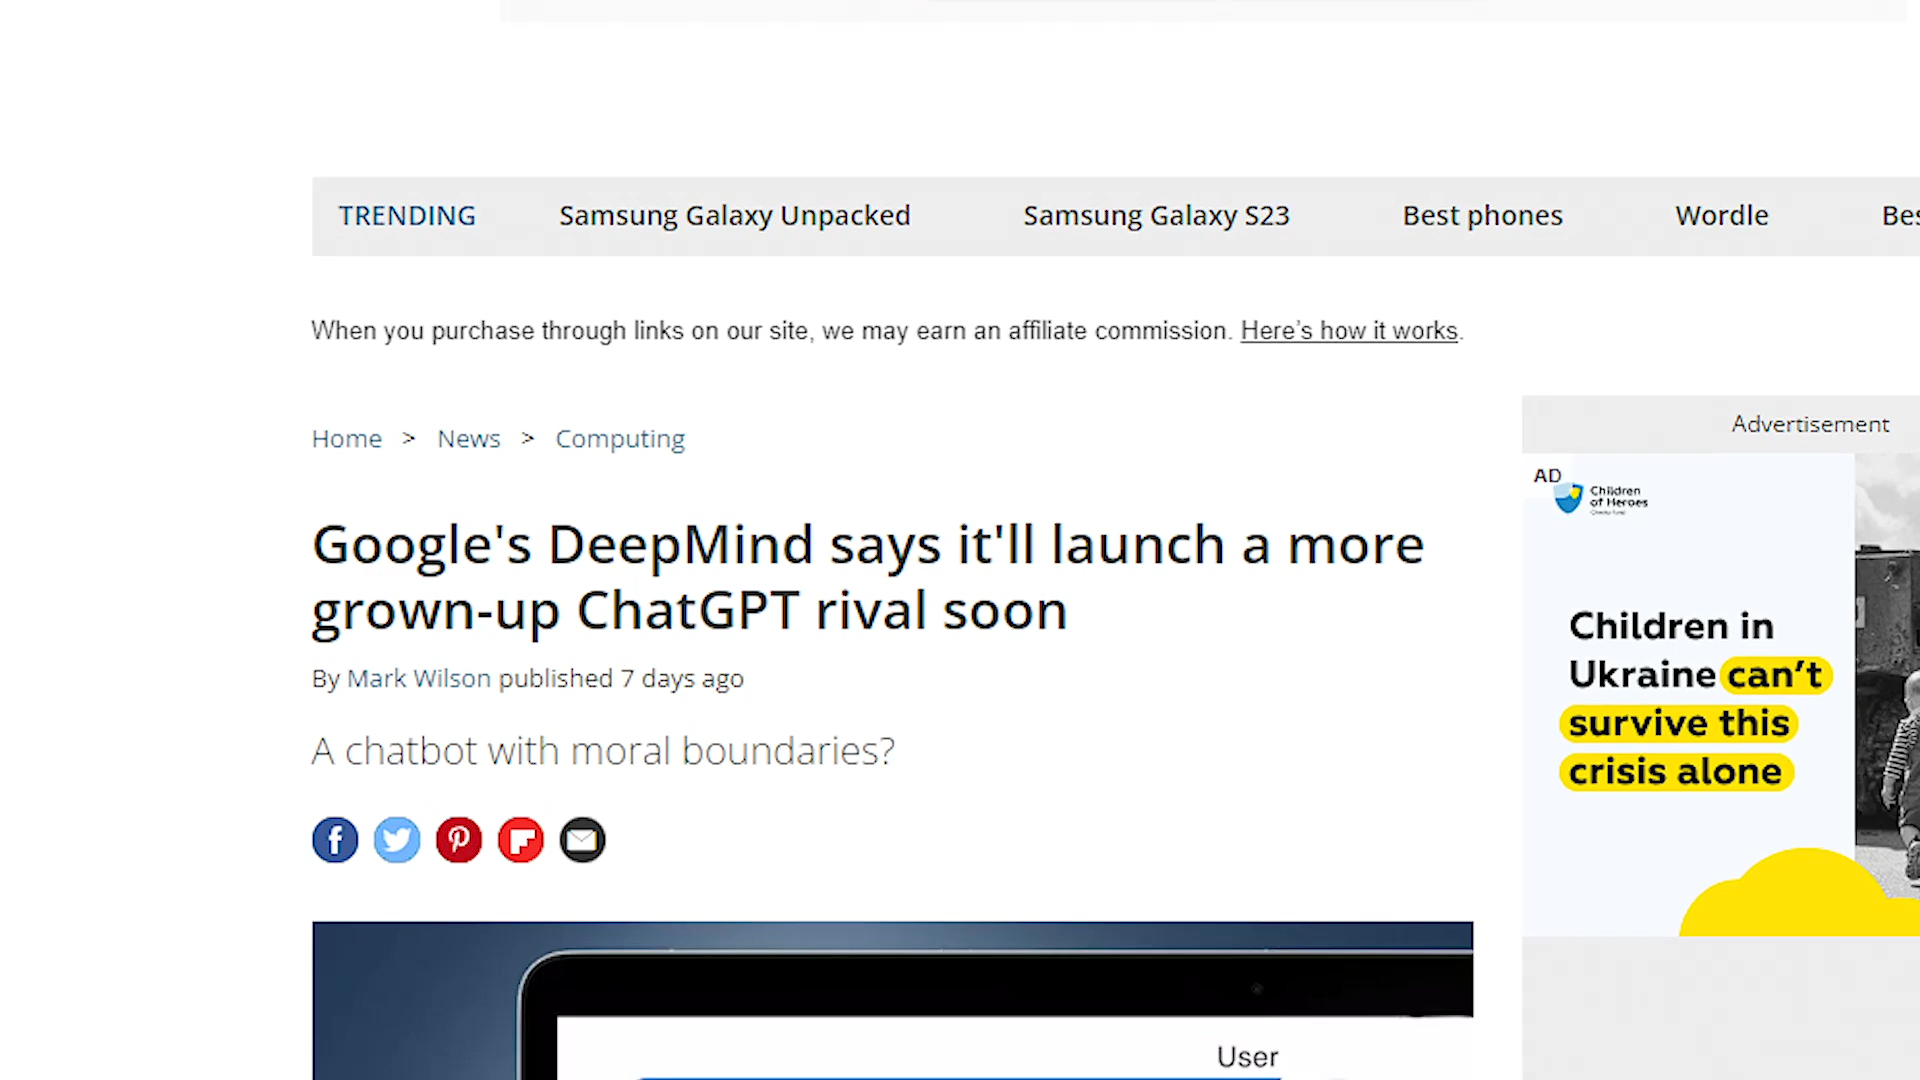 TRENDING Samsung Galaxy Unpacked Samsung Galaxy S23 Best phones Wordle Bes
When you purchase through links on our site, we may earn an affiliate commission. Here's how it works.
Home > News > Computing
Google's DeepMind says it'll launch a more
grown-up ChatGPT rival soon
By Mark Wilson published 7 days ago
A chatbot with moral boundaries?
User
Advertisement
AD
Children
of Heroes
Children in
Ukraine can't
survive this
crisis alone